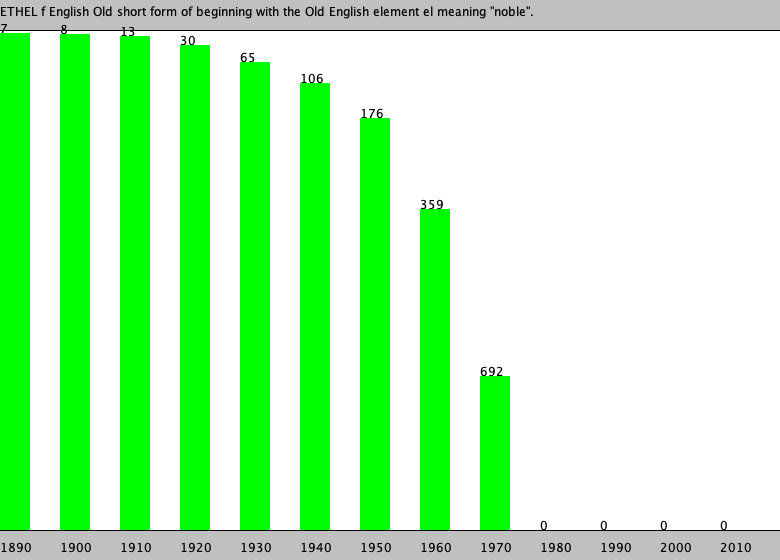 ETHEL f English Old short form of beginning with the Old English element el meaning "noble".
7 8 13 30 65 106 176 359 692 0 0 0 0
1890 1900 1910 1920 1930 1940 1950 1960 1970 1980 1990 2000 2010